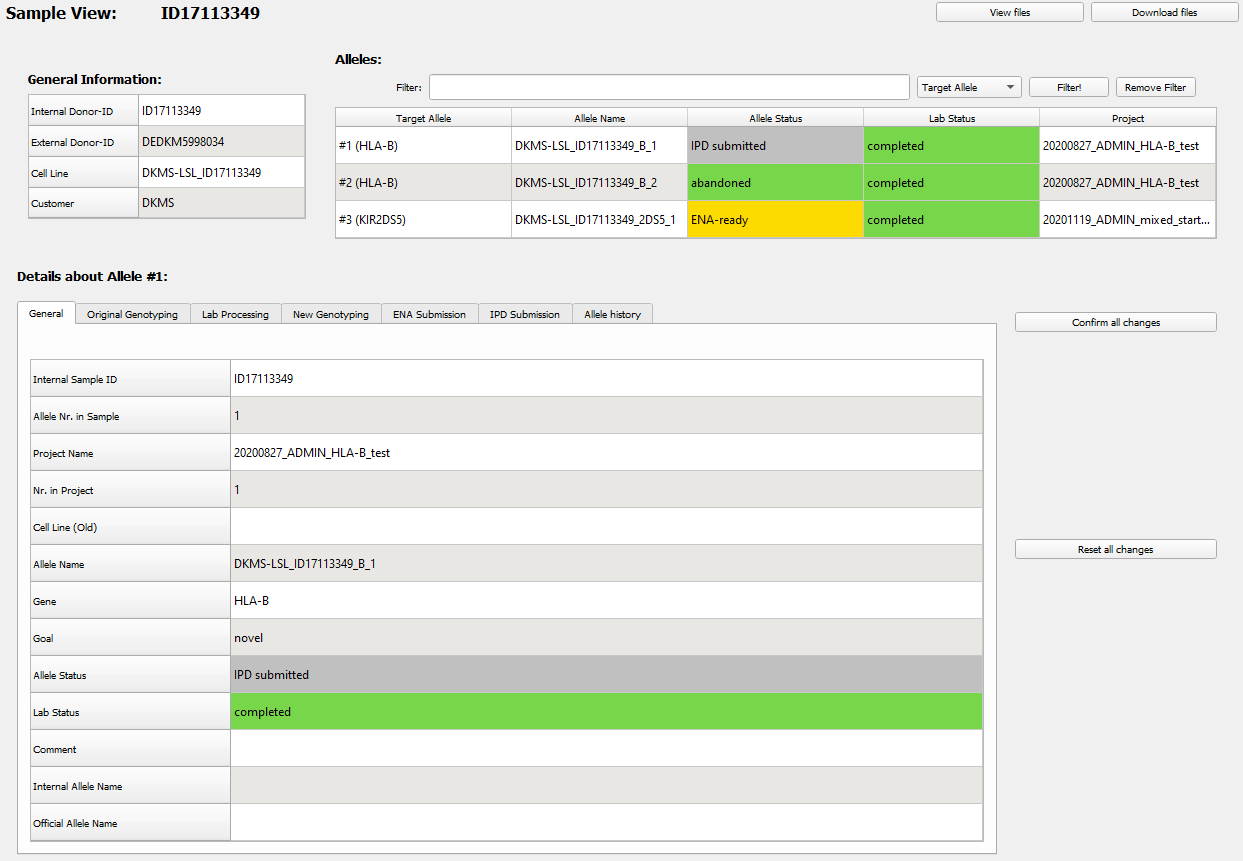 Sample View: ID17113349
View files
Download files
General Information:
Internal Donor-ID ID17113349
External Donor-ID DEDKM5998034
Cell Line DKMS-LSL_ID17113349
Customer DKMS
Alleles:
Filter: Target Allele Filter! Remove Filter
Target Allele Allele Name Allele Status Lab Status Project
#1 (HLA-B) DKMS-LSL_ID17113349_B_1 IPD submitted completed 20200827_ADMIN_HLA-B_test
#2 (HLA-B) DKMS-LSL_ID17113349_B_2 abandoned completed 20200827_ADMIN_HLA-B_test
#3 (KIR2DS5) DKMS-LSL_ID17113349_2DS5_1 ENA-ready completed 20201119_ADMIN_mixed_start...
Details about Allele #1:
General Original Genotyping Lab Processing New Genotyping ENA Submission IPD Submission Allele history
Internal Sample ID ID17113349
Allele Nr. in Sample 1
Project Name 20200827_ADMIN_HLA-B_test
Nr. in Project 1
Cell Line (Old)
Allele Name DKMS-LSL_ID17113349_B_1
Gene HLA-B
Goal novel
Allele Status IPD submitted
Lab Status completed
Comment
Internal Allele Name
Official Allele Name
Confirm all changes
Reset all changes